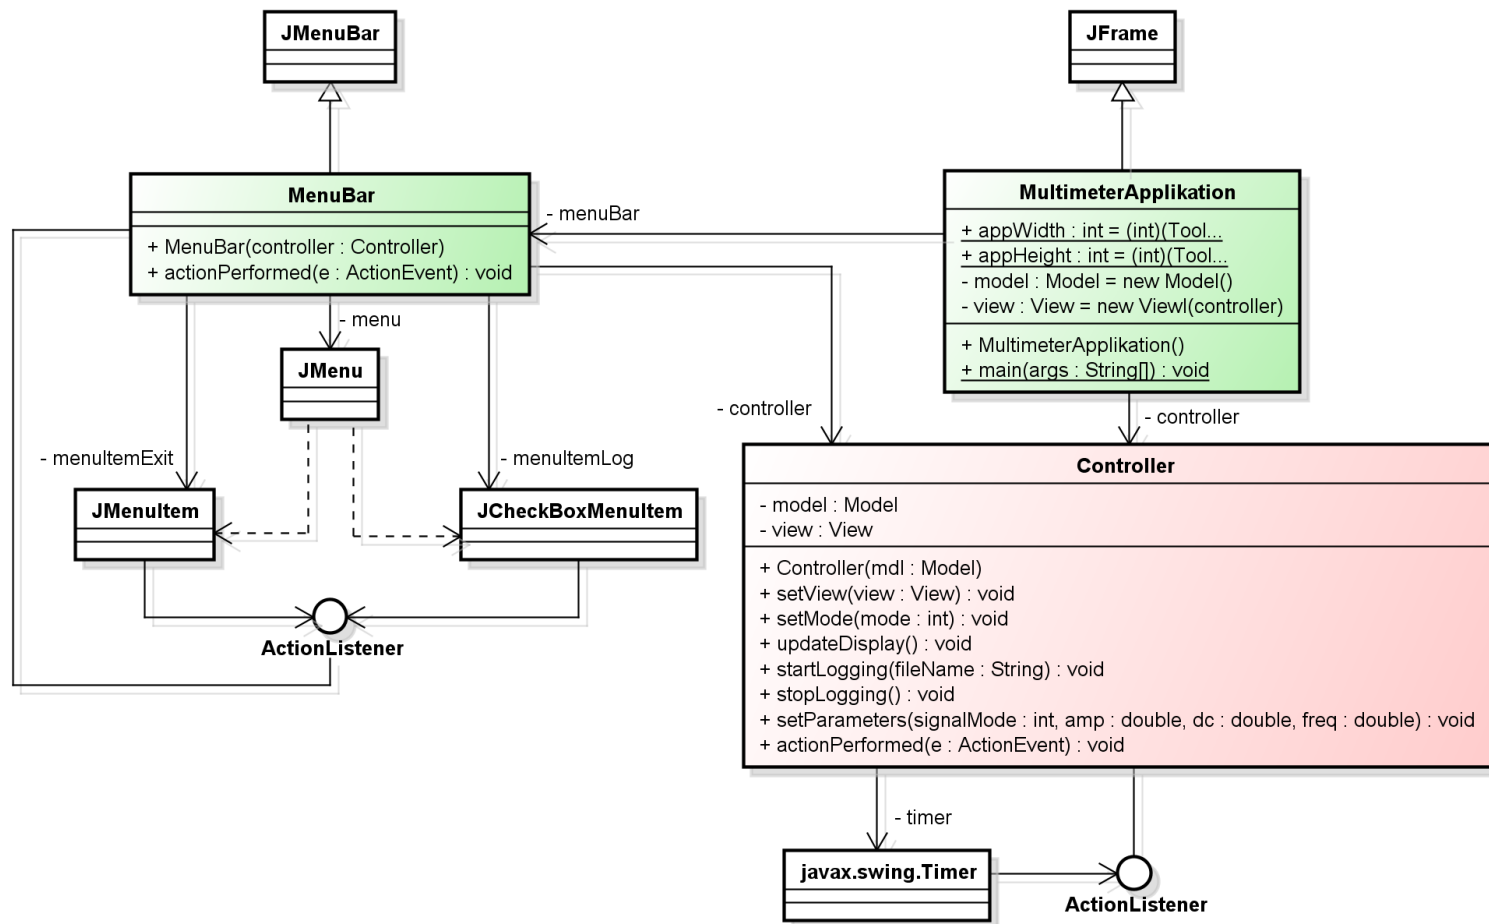 JMenuBar
JFrame
MenuBar
+ MenuBar(controller : Controller)
+ actionPerformed(e : ActionEvent) : void
- menuBar
MultimeterApplikation
+ appWidth : int = (int)(Tool...
+ appHeight : int = (int)(Tool...
- model : Model = new Model()
- view : View = new Viewl(controller)
+ MultimeterApplikation()
+ main(args : String[]) : void
- menu
JMenu
- controller
- controller
- menuItemExit
- menuItemLog
JMenuItem
JCheckBoxMenuItem
ActionListener
Controller
- model : Model
- view : View
+ Controller(mdl : Model)
+ setView(view : View) : void
+ setMode(mode : int) : void
+ updateDisplay() : void
+ startLogging(fileName : String) : void
+ stopLogging() : void
+ setParameters(signalMode : int, amp : double, dc : double, freq : double) : void
+ actionPerformed(e : ActionEvent) : void
- timer
javax.swing.Timer
ActionListener